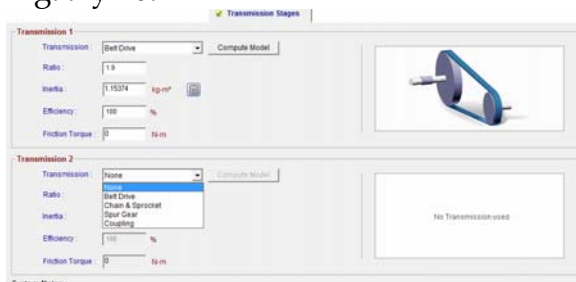 Transmission Stages
Transmission 1
Transmission : Belt Drive Compute Model
Ratio : 1.9
Inertia : 1.15374 kg-m²
Efficiency : 100 %
Friction Torque : 0 N-m
Transmission 2
Transmission : None Compute Model
None
Ratio : Belt Drive
Chain & Sprocket
Inertia : Spur Gear
Coupling
No Transmission used
Efficiency : 100 %
Friction Torque : 0 N-m